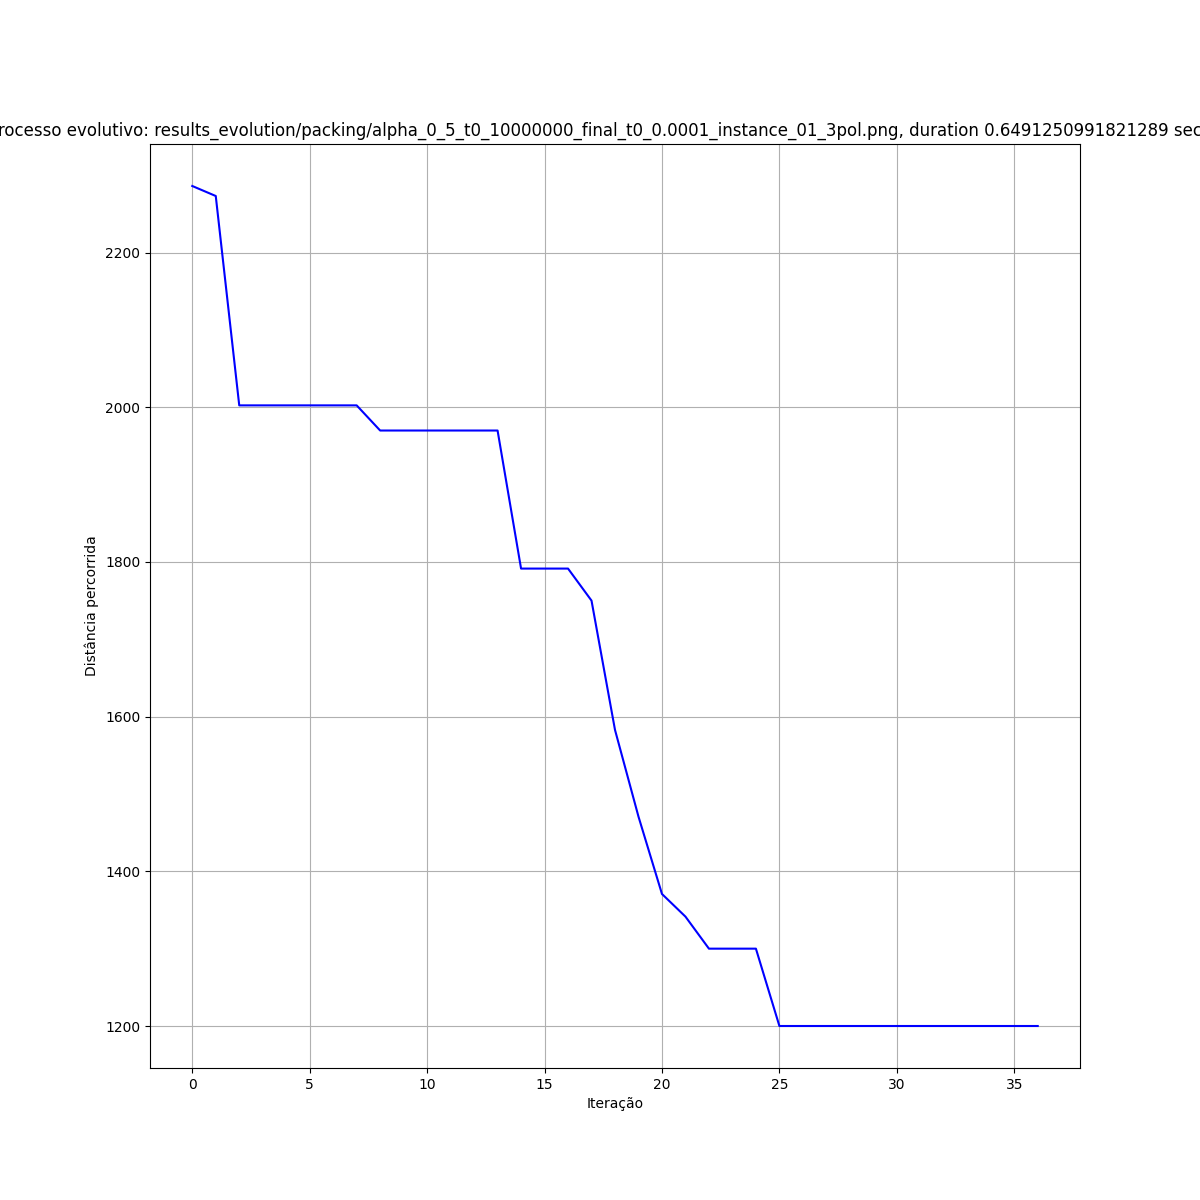 rocesso evolutivo: results_evolution/packing/alpha_0_5_t0_10000000_final_t0_0.0001_instance_01_3pol.png, duration 0.6491250991821289 sec
2200
2000
1800
1600
1400
1200
Distância percorrida
0 5 10 15 20 25 30 35
Iteração